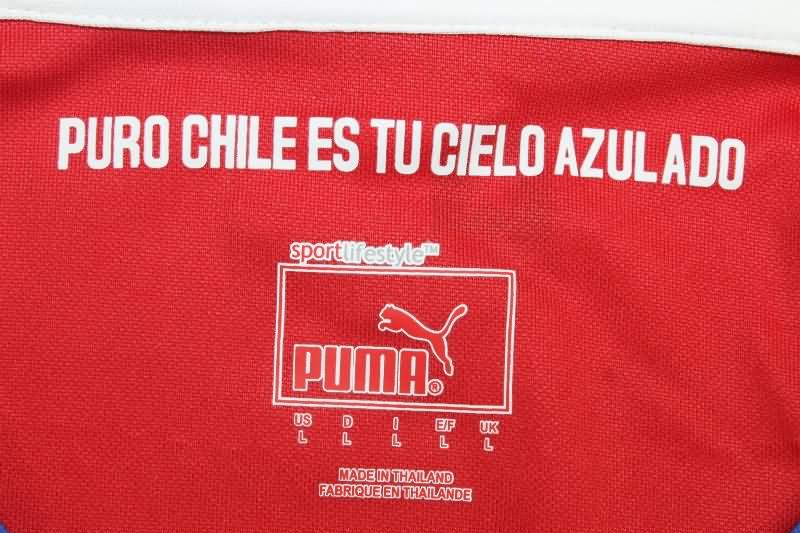 PURO CHILE ES TU CIELO AZULADO
sportlifestyle™
PUMA®
US D I E/F UK
L L L L L
MADE IN THAILAND
FABRIQUE EN THAILANDE